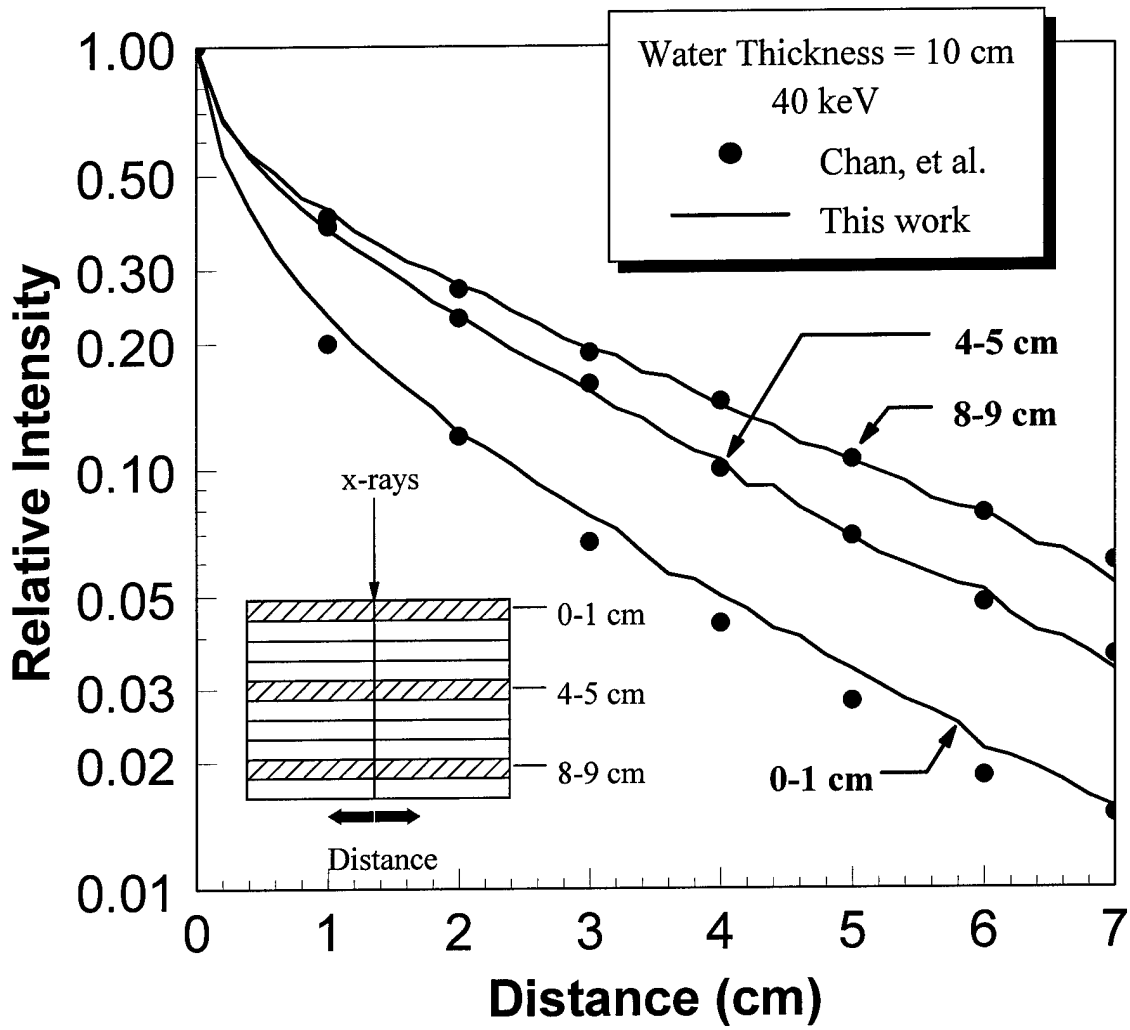 Water Thickness = 10 cm
40 keV
Chan, et al.
This work
Relative Intensity
1.00
0.50
0.30
0.20
0.10
0.05
0.03
0.02
0.01
4-5 cm
8-9 cm
0-1 cm
x-rays
0-1 cm
4-5 cm
8-9 cm
Distance
0 1 2 3 4 5 6 7
Distance (cm)